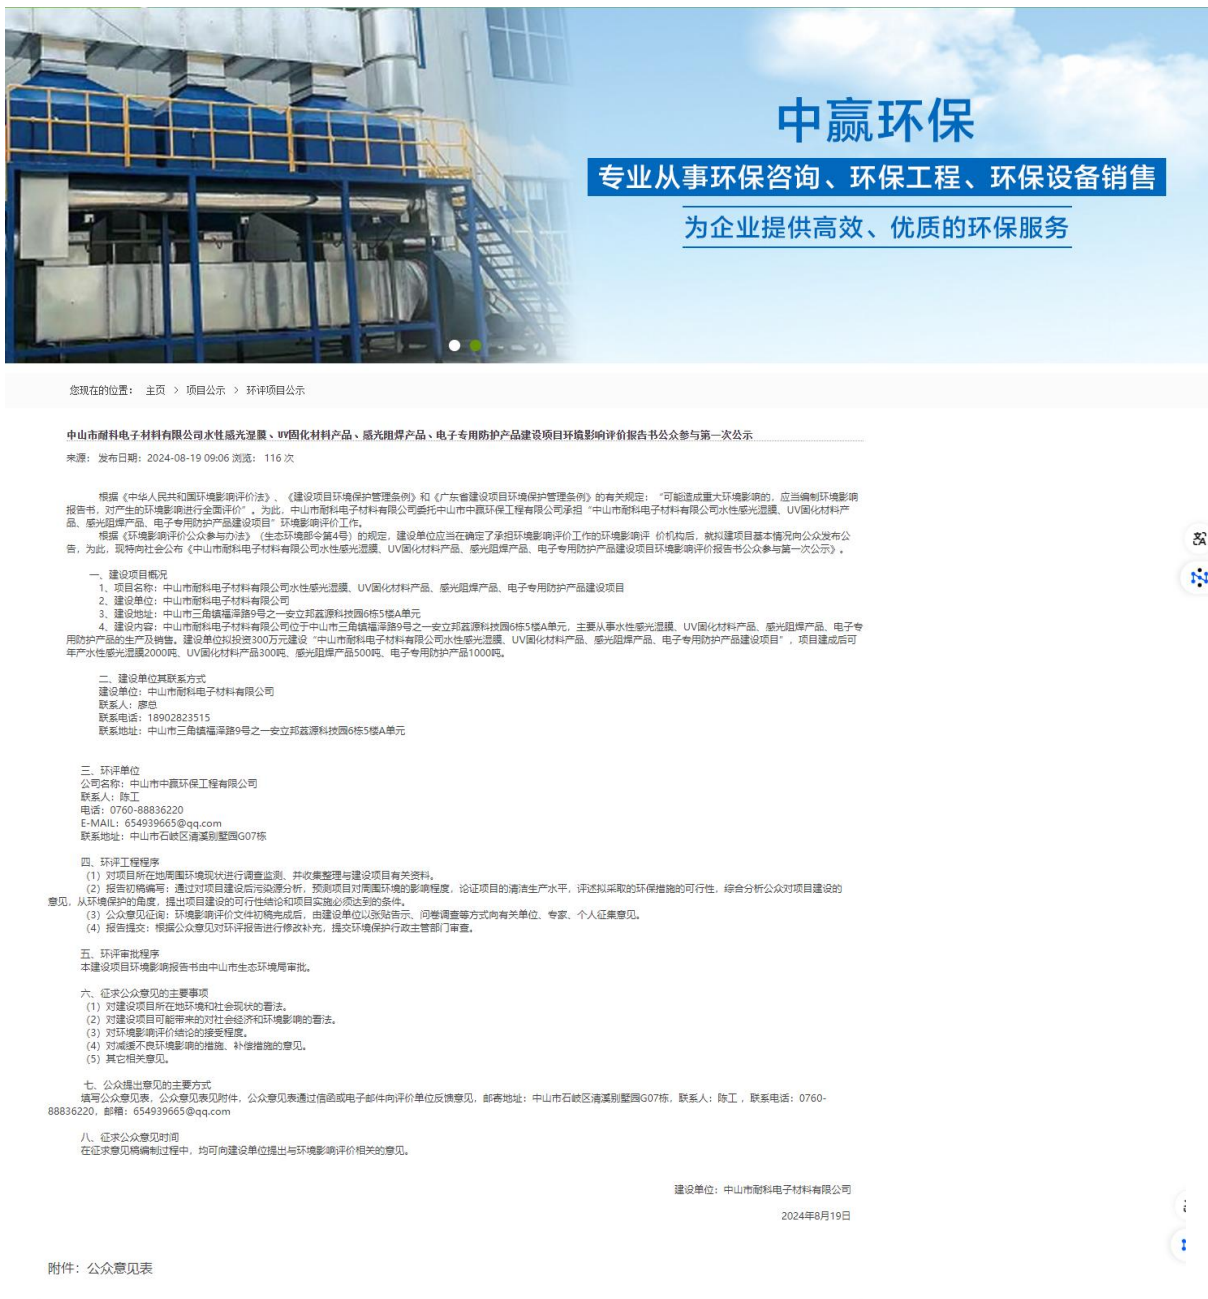 中赢环保
专业从事环保咨询、环保工程、环保设备销售
为企业提供高效、优质的环保服务
您现在的位置： 主页 > 项目公示 > 环评项目公示
中山市耐科电子材料有限公司水性感光湿膜、UV固化材料产品、感光阻焊产品、电子专用防护产品建设项目环境影响评价报告书公众参与第一次公示
来源： 发布日期：2024-08-19 09:06 浏览： 116 次
根据《中华人民共和国环境影响评价法》、《建设项目环境保护管理条例》和《广东省建设项目环境保护管理条例》的有关规定：“可能造成重大环境影响的，应当编制环境影响
报告书，对产生的环境影响进行全面评价”。为此，中山市耐科电子材料有限公司委托中山市中赢环保工程有限公司承担“中山市耐科电子材料有限公司水性感光湿膜、UV固化材料产
品、感光阻焊产品、电子专用防护产品建设项目”环境影响评价工作。
根据《环境影响评价公众参与办法》（生态环境部令第4号）的规定，建设单位应当在确定了承担环境影响评价工作的环境影响评 价机构后，就拟建项目基本情况向公众发布公
告，为此，现特向社会公布《中山市耐科电子材料有限公司水性感光湿膜、UV固化材料产品、感光阻焊产品、电子专用防护产品建设项目环境影响评价报告书公众参与第一次公示》。
一、建设项目概况
1、项目名称：中山市耐科电子材料有限公司水性感光湿膜、UV固化材料产品、感光阻焊产品、电子专用防护产品建设项目
2、建设单位：中山市耐科电子材料有限公司
3、建设地址：中山市三角镇福泽路9号之一安立邦荔源科技园6栋5楼A单元
4、建设内容：中山市耐科电子材料有限公司位于中山市三角镇福泽路9号之一安立邦荔源科技园6栋5楼A单元，主要从事水性感光湿膜、UV固化材料产品、感光阻焊产品、电子专
用防护产品的生产及销售。建设单位拟投资300万元建设“中山市耐科电子材料有限公司水性感光湿膜、UV固化材料产品、感光阻焊产品、电子专用防护产品建设项目”，项目建成后可
年产水性感光湿膜2000吨、UV固化材料产品300吨、感光阻焊产品500吨、电子专用防护产品1000吨。
二、建设单位其联系方式
建设单位：中山市耐科电子材料有限公司
联系人：廖总
联系电话：18902823515
联系地址：中山市三角镇福泽路9号之一安立邦荔源科技园6栋5楼A单元
三、环评单位
公司名称：中山市中赢环保工程有限公司
联系人：陈工
电话：0760-88836220
E-MAIL：654939665@qq.com
联系地址：中山市石岐区清溪别墅园G07栋
四、环评工程程序
（1）对项目所在地周围环境现状进行调查监测、并收集整理与建设项目有关资料。
（2）报告初稿编写：通过对项目建设后污染源分析，预测项目对周围环境的影响程度，论证项目的清洁生产水平，评述拟采取的环保措施的可行性，综合分析公众对项目建设的
意见，从环境保护的角度，提出项目建设的可行性结论和项目实施必须达到的条件。
（3）公众意见征询：环境影响评价文件初稿完成后，由建设单位以张贴告示、问卷调查等方式向有关单位、专家、个人征集意见。
（4）报告提交：根据公众意见对环评报告进行修改补充，提交环境保护行政主管部门审查。
五、环评审批程序
本建设项目环境影响报告书由中山市生态环境局审批。
六、征求公众意见的主要事项
（1）对建设项目所在地环境和社会现状的看法。
（2）对建设项目可能带来的对社会经济和环境影响的看法。
（3）对环境影响评价结论的接受程度。
（4）对减缓不良环境影响的措施、补偿措施的意见。
（5）其它相关意见。
七、公众提出意见的主要方式
填写公众意见表，公众意见表见附件，公众意见表通过信函或电子邮件向评价单位反馈意见，邮寄地址：中山市石岐区清溪别墅园G07栋，联系人：陈工 ，联系电话：0760-
88836220，邮箱：654939665@qq.com
八、征求公众意见时间
在征求意见稿编制过程中，均可向建设单位提出与环境影响评价相关的意见。
建设单位：中山市耐科电子材料有限公司
2024年8月19日
附件：公众意见表